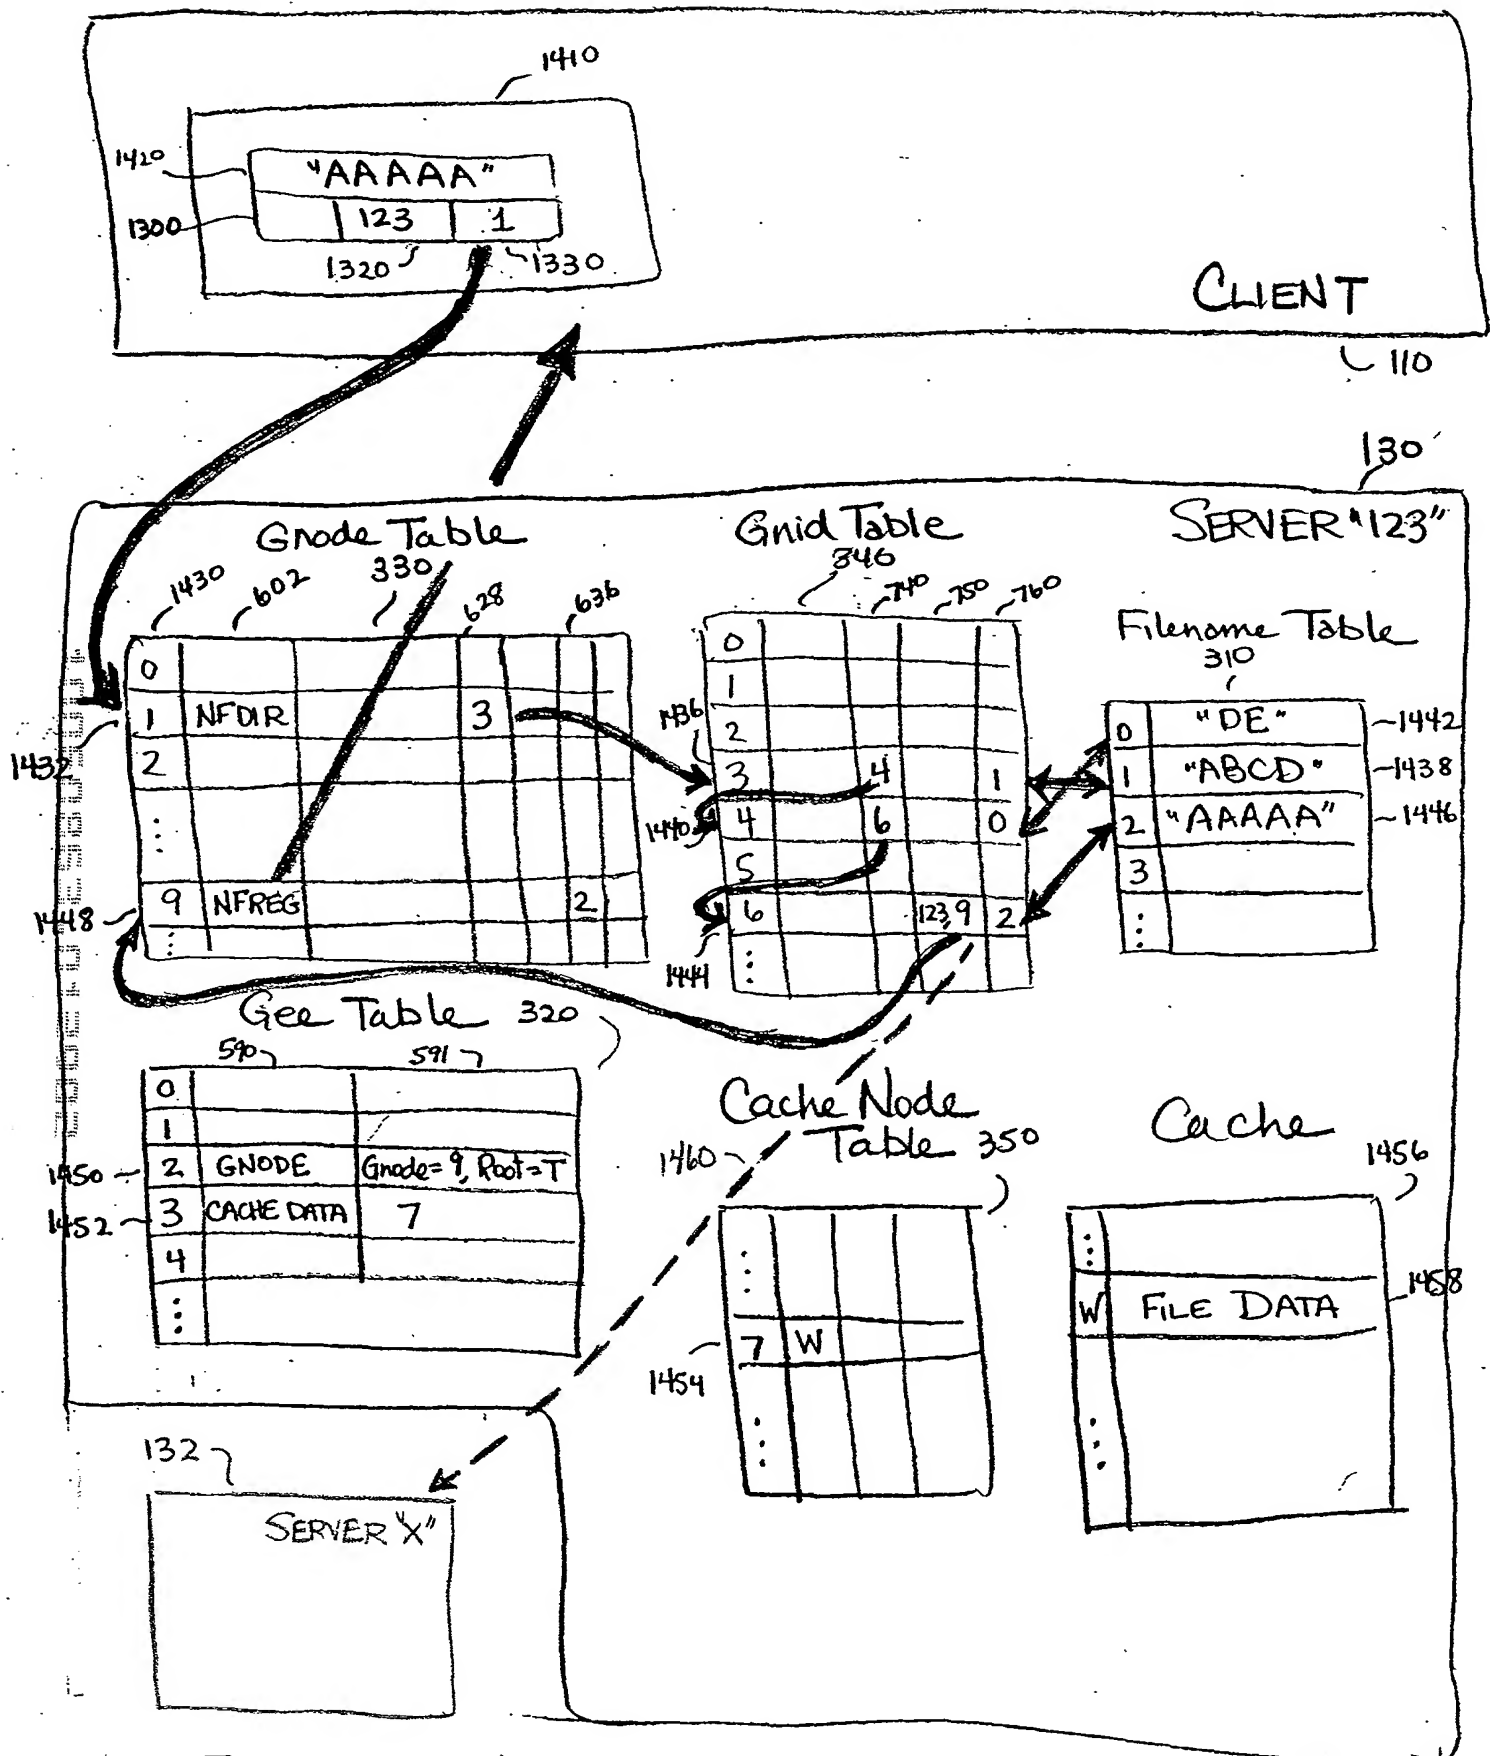 1410
1420
"AAAAA"
1300
123 1
1320 1330
CLIENT
110
130
SERVER "123"
Gnode Table
Gnid Table
1430 602 330 628 636
346 740 750 760
Filename Table
310
0
1 NFDIR 3
1432
2
⋮
9 NFREG 2
1448
⋮
0
1
2
1436
3 4 1
1440
4 6 0
5
6 123,9 2
1444
⋮
0 "DE" 1442
1 "ABCD" 1438
2 "AAAAA" 1446
3
⋮
Gee Table 320
590 591
0
1
1450 2 GNODE Gnode=9, Root=T
1452 3 CACHE DATA 7
4
⋮
Cache Node
Table 350
1460
⋮
7 W
1454
⋮
Cache
1456
⋮
W FILE DATA
1458
⋮
132
SERVER "X"